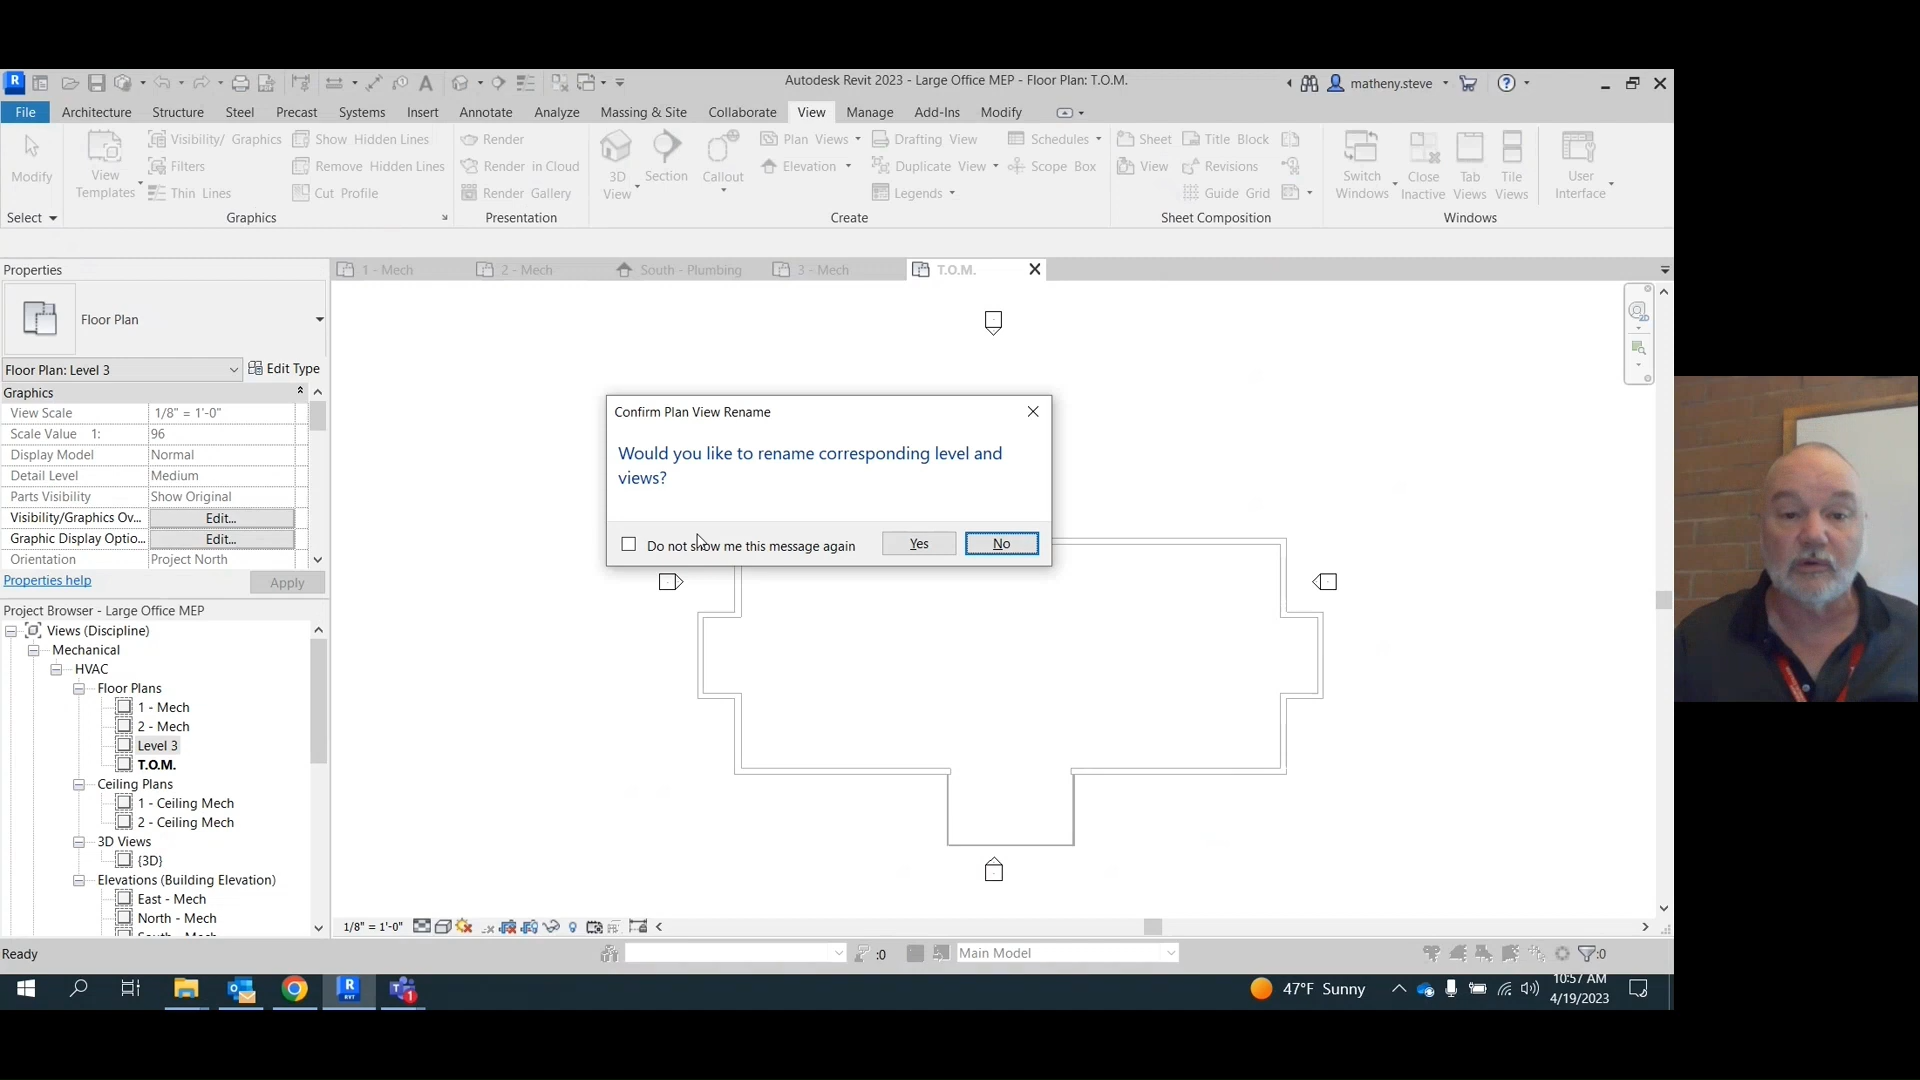 Autodesk Revit 2023 - Large Office MEP - Floor Plan: T.O.M.
matheny.steve
File Architecture Structure Steel Precast Systems Insert Annotate Analyze Massing & Site Collaborate View Manage Add-Ins Modify
Modify
View Templates
Visibility/ Graphics
Filters
Thin Lines
Show Hidden Lines
Remove Hidden Lines
Cut Profile
Render
Render in Cloud
Render Gallery
3D View
Section
Callout
Plan Views
Elevation
Drafting View
Duplicate View
Legends
Schedules
Scope Box
Sheet
View
Title Block
Revisions
Guide Grid
Switch Windows
Close Inactive
Tab Views
Tile Views
User Interface
Select Graphics Presentation Create Sheet Composition Windows
Properties
1 - Mech
2 - Mech
South - Plumbing
3 - Mech
T.O.M.
Floor Plan
Floor Plan: Level 3
Edit Type
Graphics
View Scale 1/8" = 1'-0"
Scale Value 1: 96
Display Model Normal
Detail Level Medium
Parts Visibility Show Original
Visibility/Graphics Ov... Edit...
Graphic Display Optio... Edit...
Orientation Project North
Properties help
Apply
Project Browser - Large Office MEP
Views (Discipline)
Mechanical
HVAC
Floor Plans
1 - Mech
2 - Mech
Level 3
T.O.M.
Ceiling Plans
1 - Ceiling Mech
2 - Ceiling Mech
3D Views
{3D}
Elevations (Building Elevation)
East - Mech
North - Mech
South - Mech
Confirm Plan View Rename
Would you like to rename corresponding level and
views?
Do not show me this message again
Yes
No
2D
1/8" = 1'-0"
Ready
:0
Main Model
:0
47°F Sunny
10:57 AM
4/19/2023